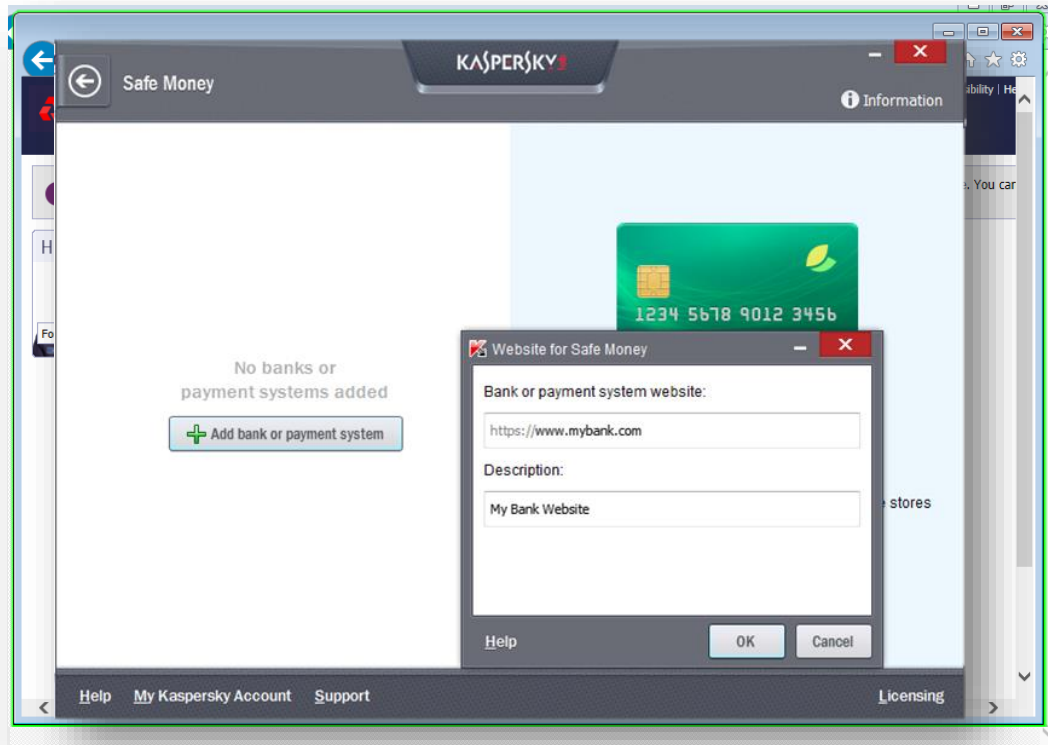 KASPERSKY
Safe Money
Information
ibility | He
. You car
H
Fo
1234 5678 9012 3456
No banks or
payment systems added
Add bank or payment system
Website for Safe Money
Bank or payment system website:
https://www.mybank.com
Description:
My Bank Website
stores
Help
OK
Cancel
Help
My Kaspersky Account
Support
Licensing